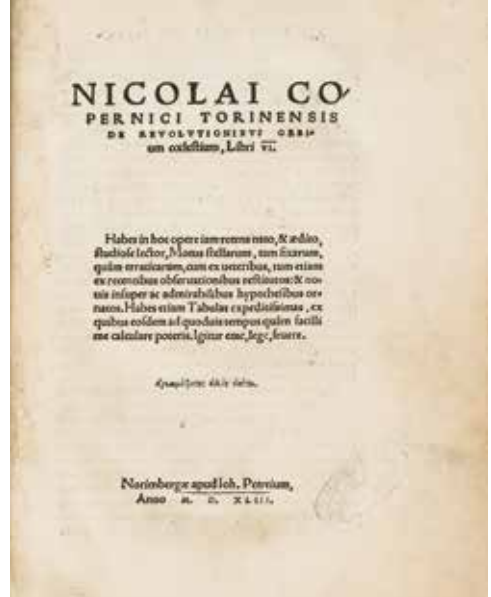 NICOLAI CO
PERNICI TORINENSIS
DE REVOLVTIONIBVS ORBI-
um cœlestium, Libri VI.
Habes in hoc opere iam recens nato, & ædito,
studiose lector, Motus stellarum, tam fixarum,
quàm erraticarum, cum ex ueteribus, tum etiam
ex recentibus obseruationibus restitutos: & no-
uis insuper ac admirabilibus hypothesibus or-
natos. Habes etiam Tabulas expeditissimas, ex
quibus eosdem ad quoduis tempus quàm facilli
me calculare poteris. Igitur eme, lege, fruere.
Norimbergæ apud Ioh. Petreium,
Anno M. D. XLIII.